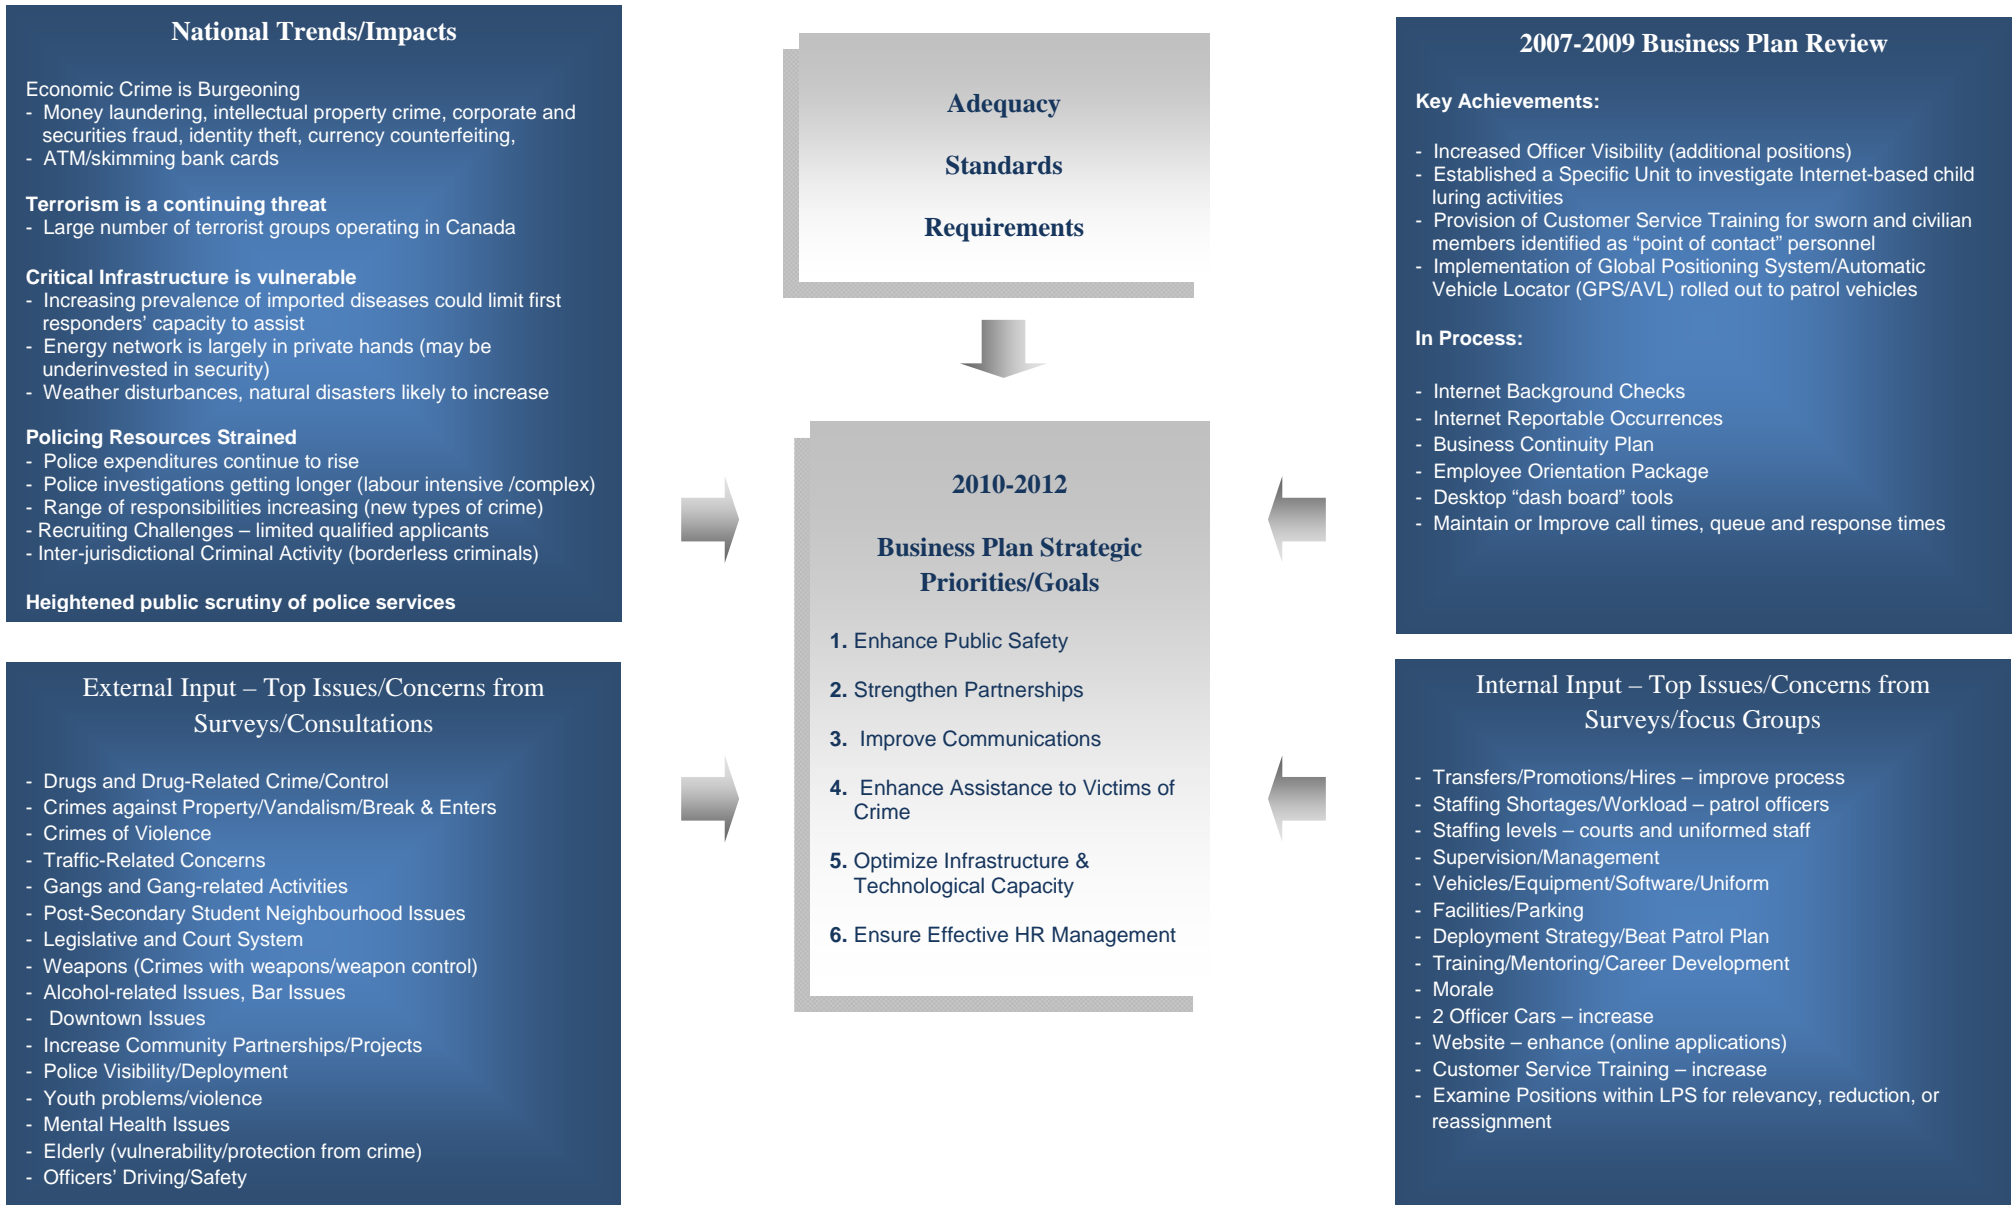 National Trends/Impacts
Economic Crime is Burgeoning
- Money laundering, intellectual property crime, corporate and
securities fraud, identity theft, currency counterfeiting,
- ATM/skimming bank cards
Terrorism is a continuing threat
- Large number of terrorist groups operating in Canada
Critical Infrastructure is vulnerable
- Increasing prevalence of imported diseases could limit first
responders’ capacity to assist
- Energy network is largely in private hands (may be
underinvested in security)
- Weather disturbances, natural disasters likely to increase
Policing Resources Strained
- Police expenditures continue to rise
- Police investigations getting longer (labour intensive /complex)
- Range of responsibilities increasing (new types of crime)
- Recruiting Challenges – limited qualified applicants
- Inter-jurisdictional Criminal Activity (borderless criminals)
Heightened public scrutiny of police services
External Input – Top Issues/Concerns from
Surveys/Consultations
- Drugs and Drug-Related Crime/Control
- Crimes against Property/Vandalism/Break & Enters
- Crimes of Violence
- Traffic-Related Concerns
- Gangs and Gang-related Activities
- Post-Secondary Student Neighbourhood Issues
- Legislative and Court System
- Weapons (Crimes with weapons/weapon control)
- Alcohol-related Issues, Bar Issues
- Downtown Issues
- Increase Community Partnerships/Projects
- Police Visibility/Deployment
- Youth problems/violence
- Mental Health Issues
- Elderly (vulnerability/protection from crime)
- Officers’ Driving/Safety
Adequacy
Standards
Requirements
2010-2012
Business Plan Strategic
Priorities/Goals
1. Enhance Public Safety
2. Strengthen Partnerships
3. Improve Communications
4. Enhance Assistance to Victims of
Crime
5. Optimize Infrastructure &
Technological Capacity
6. Ensure Effective HR Management
2007-2009 Business Plan Review
Key Achievements:
- Increased Officer Visibility (additional positions)
- Established a Specific Unit to investigate Internet-based child
luring activities
- Provision of Customer Service Training for sworn and civilian
members identified as “point of contact” personnel
- Implementation of Global Positioning System/Automatic
Vehicle Locator (GPS/AVL) rolled out to patrol vehicles
In Process:
- Internet Background Checks
- Internet Reportable Occurrences
- Business Continuity Plan
- Employee Orientation Package
- Desktop “dash board” tools
- Maintain or Improve call times, queue and response times
Internal Input – Top Issues/Concerns from
Surveys/focus Groups
- Transfers/Promotions/Hires – improve process
- Staffing Shortages/Workload – patrol officers
- Staffing levels – courts and uniformed staff
- Supervision/Management
- Vehicles/Equipment/Software/Uniform
- Facilities/Parking
- Deployment Strategy/Beat Patrol Plan
- Training/Mentoring/Career Development
- Morale
- 2 Officer Cars – increase
- Website – enhance (online applications)
- Customer Service Training – increase
- Examine Positions within LPS for relevancy, reduction, or
reassignment